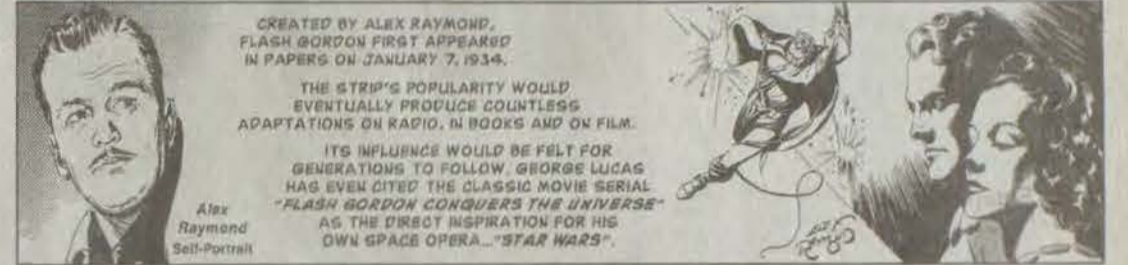 CREATED BY ALEX RAYMOND,
FLASH GORDON FIRST APPEARED
IN PAPERS ON JANUARY 7, 1934.
THE STRIP'S POPULARITY WOULD
EVENTUALLY PRODUCE COUNTLESS
ADAPTATIONS ON RADIO, IN BOOKS AND ON FILM.
ITS INFLUENCE WOULD BE FELT FOR
GENERATIONS TO FOLLOW. GEORGE LUCAS
HAS EVEN CITED THE CLASSIC MOVIE SERIAL
"FLASH GORDON CONQUERS THE UNIVERSE"
AS THE DIRECT INSPIRATION FOR HIS
OWN SPACE OPERA..."STAR WARS".
Alex
Raymond
Self-Portrait